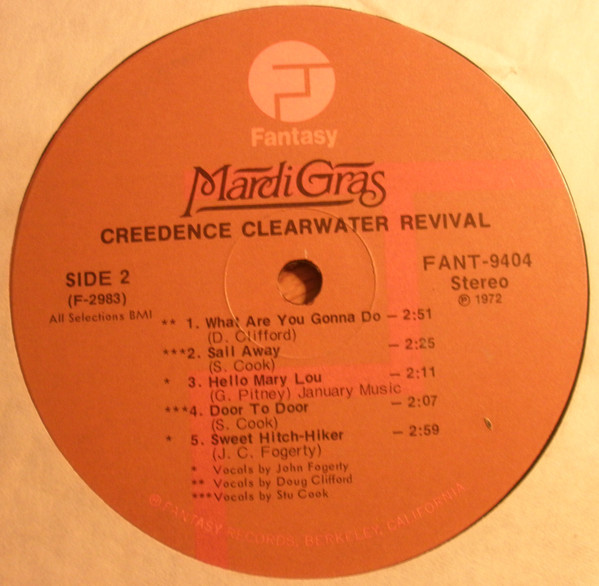 Fantasy
Mardi Gras
CREEDENCE CLEARWATER REVIVAL
SIDE 2
(F-2983)
All Selections BMI
FANT-9404
Stereo
℗ 1972
** 1. What Are You Gonna Do – 2:51
(D. Clifford)
***2. Sail Away – 2:25
(S. Cook)
* 3. Hello Mary Lou – 2:11
(G. Pitney) January Music
***4. Door To Door – 2:07
(S. Cook)
* 5. Sweet Hitch-Hiker – 2:59
(J. C. Fogerty)
* Vocals by John Fogerty
** Vocals by Doug Clifford
***Vocals by Stu Cook
℗ FANTASY RECORDS, BERKELEY, CALIFORNIA